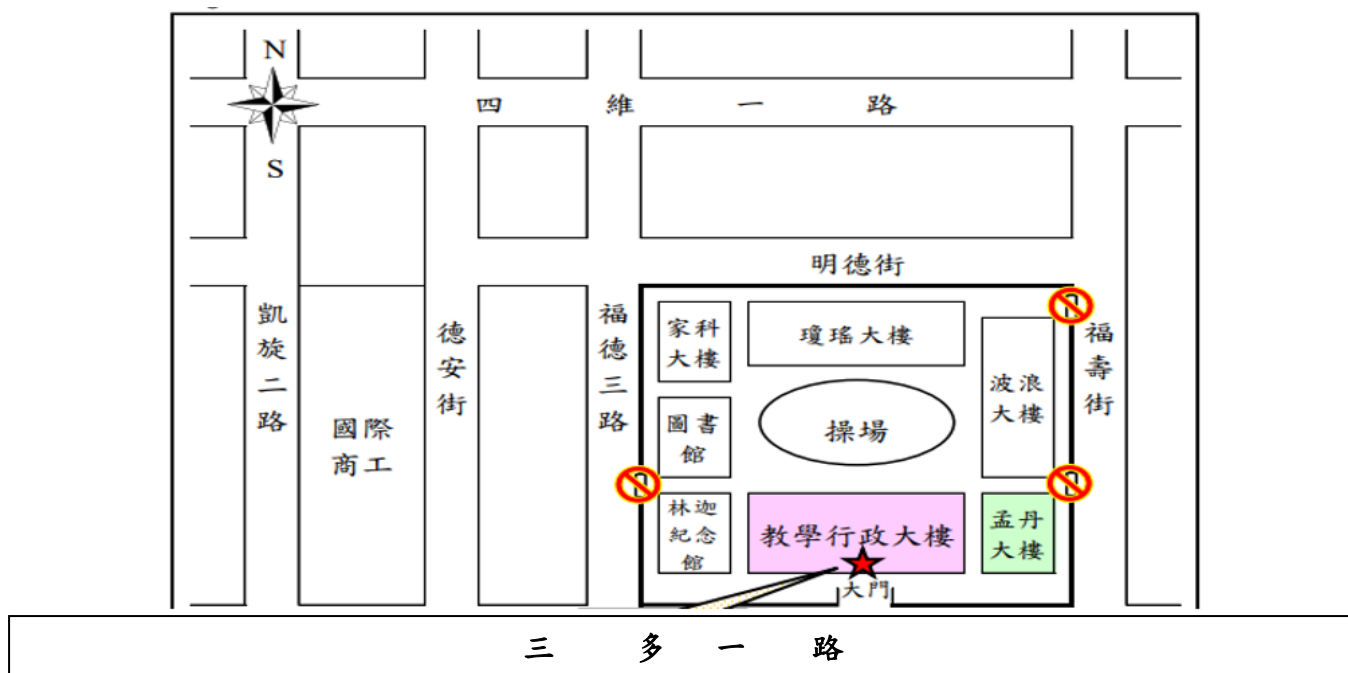 N
四維一路
S
明德街
凱旋二路
德安街
福德三路
福壽街
家科
大樓
瓊瑤大樓
波浪
大樓
圖書
館
操場
國際
商工
林迦
紀念
館
教學行政大樓
孟丹
大樓
大門
三多一路